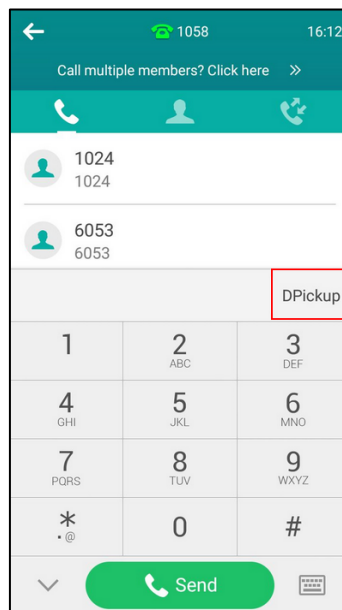 1058 16:12
Call multiple members? Click here »
1024
1024
6053
6053
DPickup
1 2 3
ABC DEF
4 5 6
GHI JKL MNO
7 8 9
PQRS TUV WXYZ
* 0 #
. @
Send